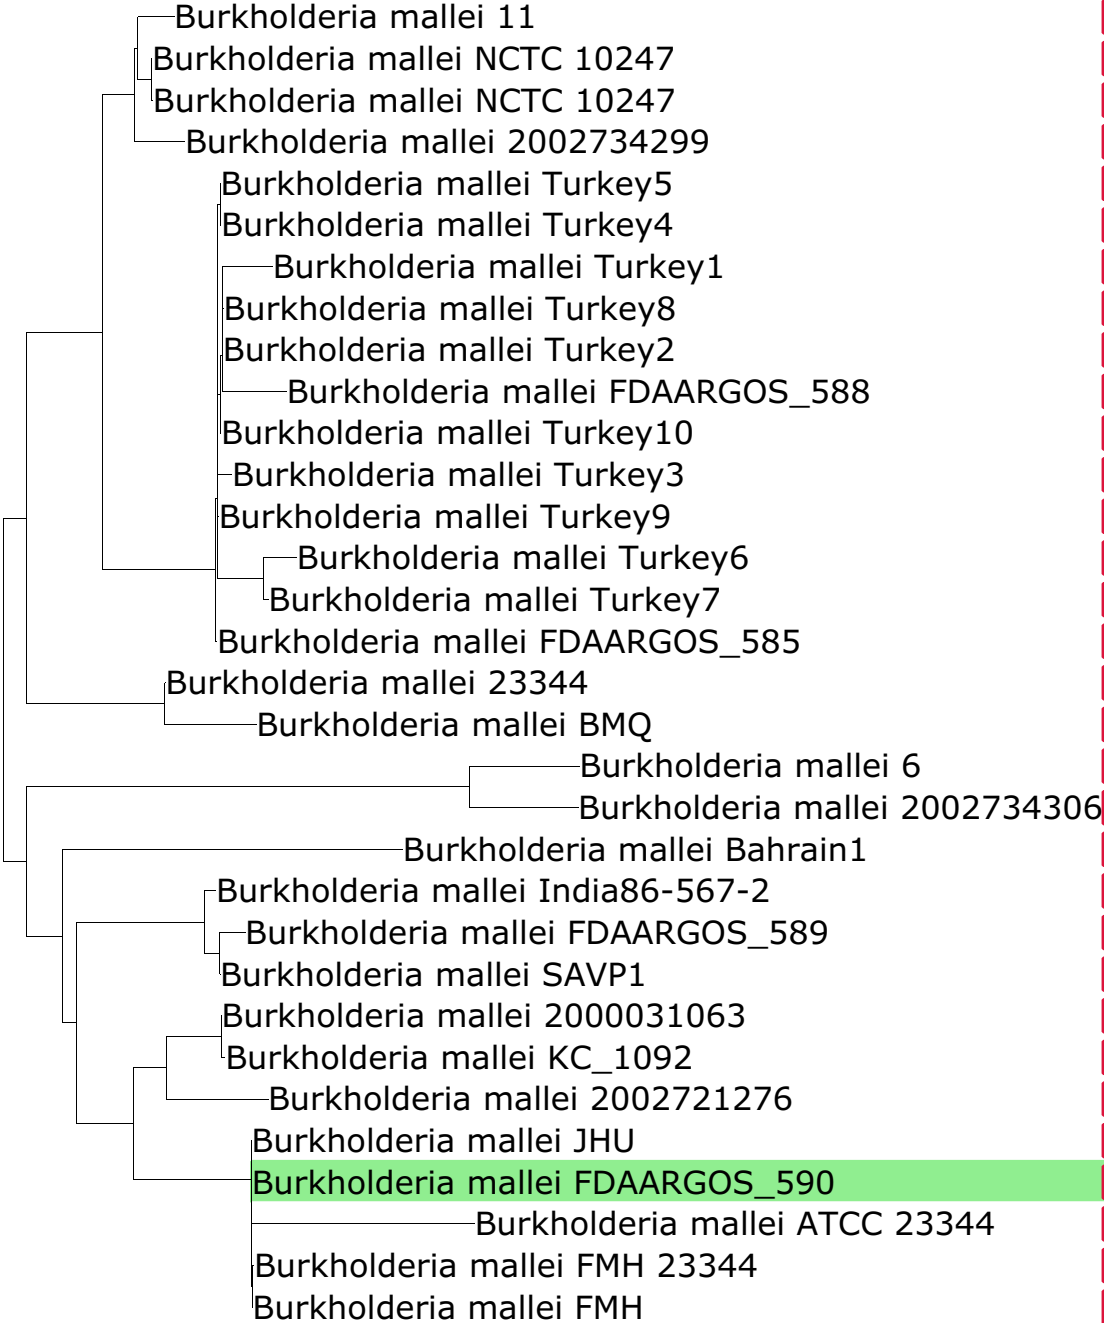 Burkholderia mallei 11
Burkholderia mallei NCTC 10247
Burkholderia mallei NCTC 10247
Burkholderia mallei 2002734299
Burkholderia mallei Turkey5
Burkholderia mallei Turkey4
Burkholderia mallei Turkey1
Burkholderia mallei Turkey8
Burkholderia mallei Turkey2
Burkholderia mallei FDAARGOS_588
Burkholderia mallei Turkey10
Burkholderia mallei Turkey3
Burkholderia mallei Turkey9
Burkholderia mallei Turkey6
Burkholderia mallei Turkey7
Burkholderia mallei FDAARGOS_585
Burkholderia mallei 23344
Burkholderia mallei BMQ
Burkholderia mallei 6
Burkholderia mallei 2002734306
Burkholderia mallei Bahrain1
Burkholderia mallei India86-567-2
Burkholderia mallei FDAARGOS_589
Burkholderia mallei SAVP1
Burkholderia mallei 2000031063
Burkholderia mallei KC_1092
Burkholderia mallei 2002721276
Burkholderia mallei JHU
Burkholderia mallei FDAARGOS_590
Burkholderia mallei ATCC 23344
Burkholderia mallei FMH 23344
Burkholderia mallei FMH